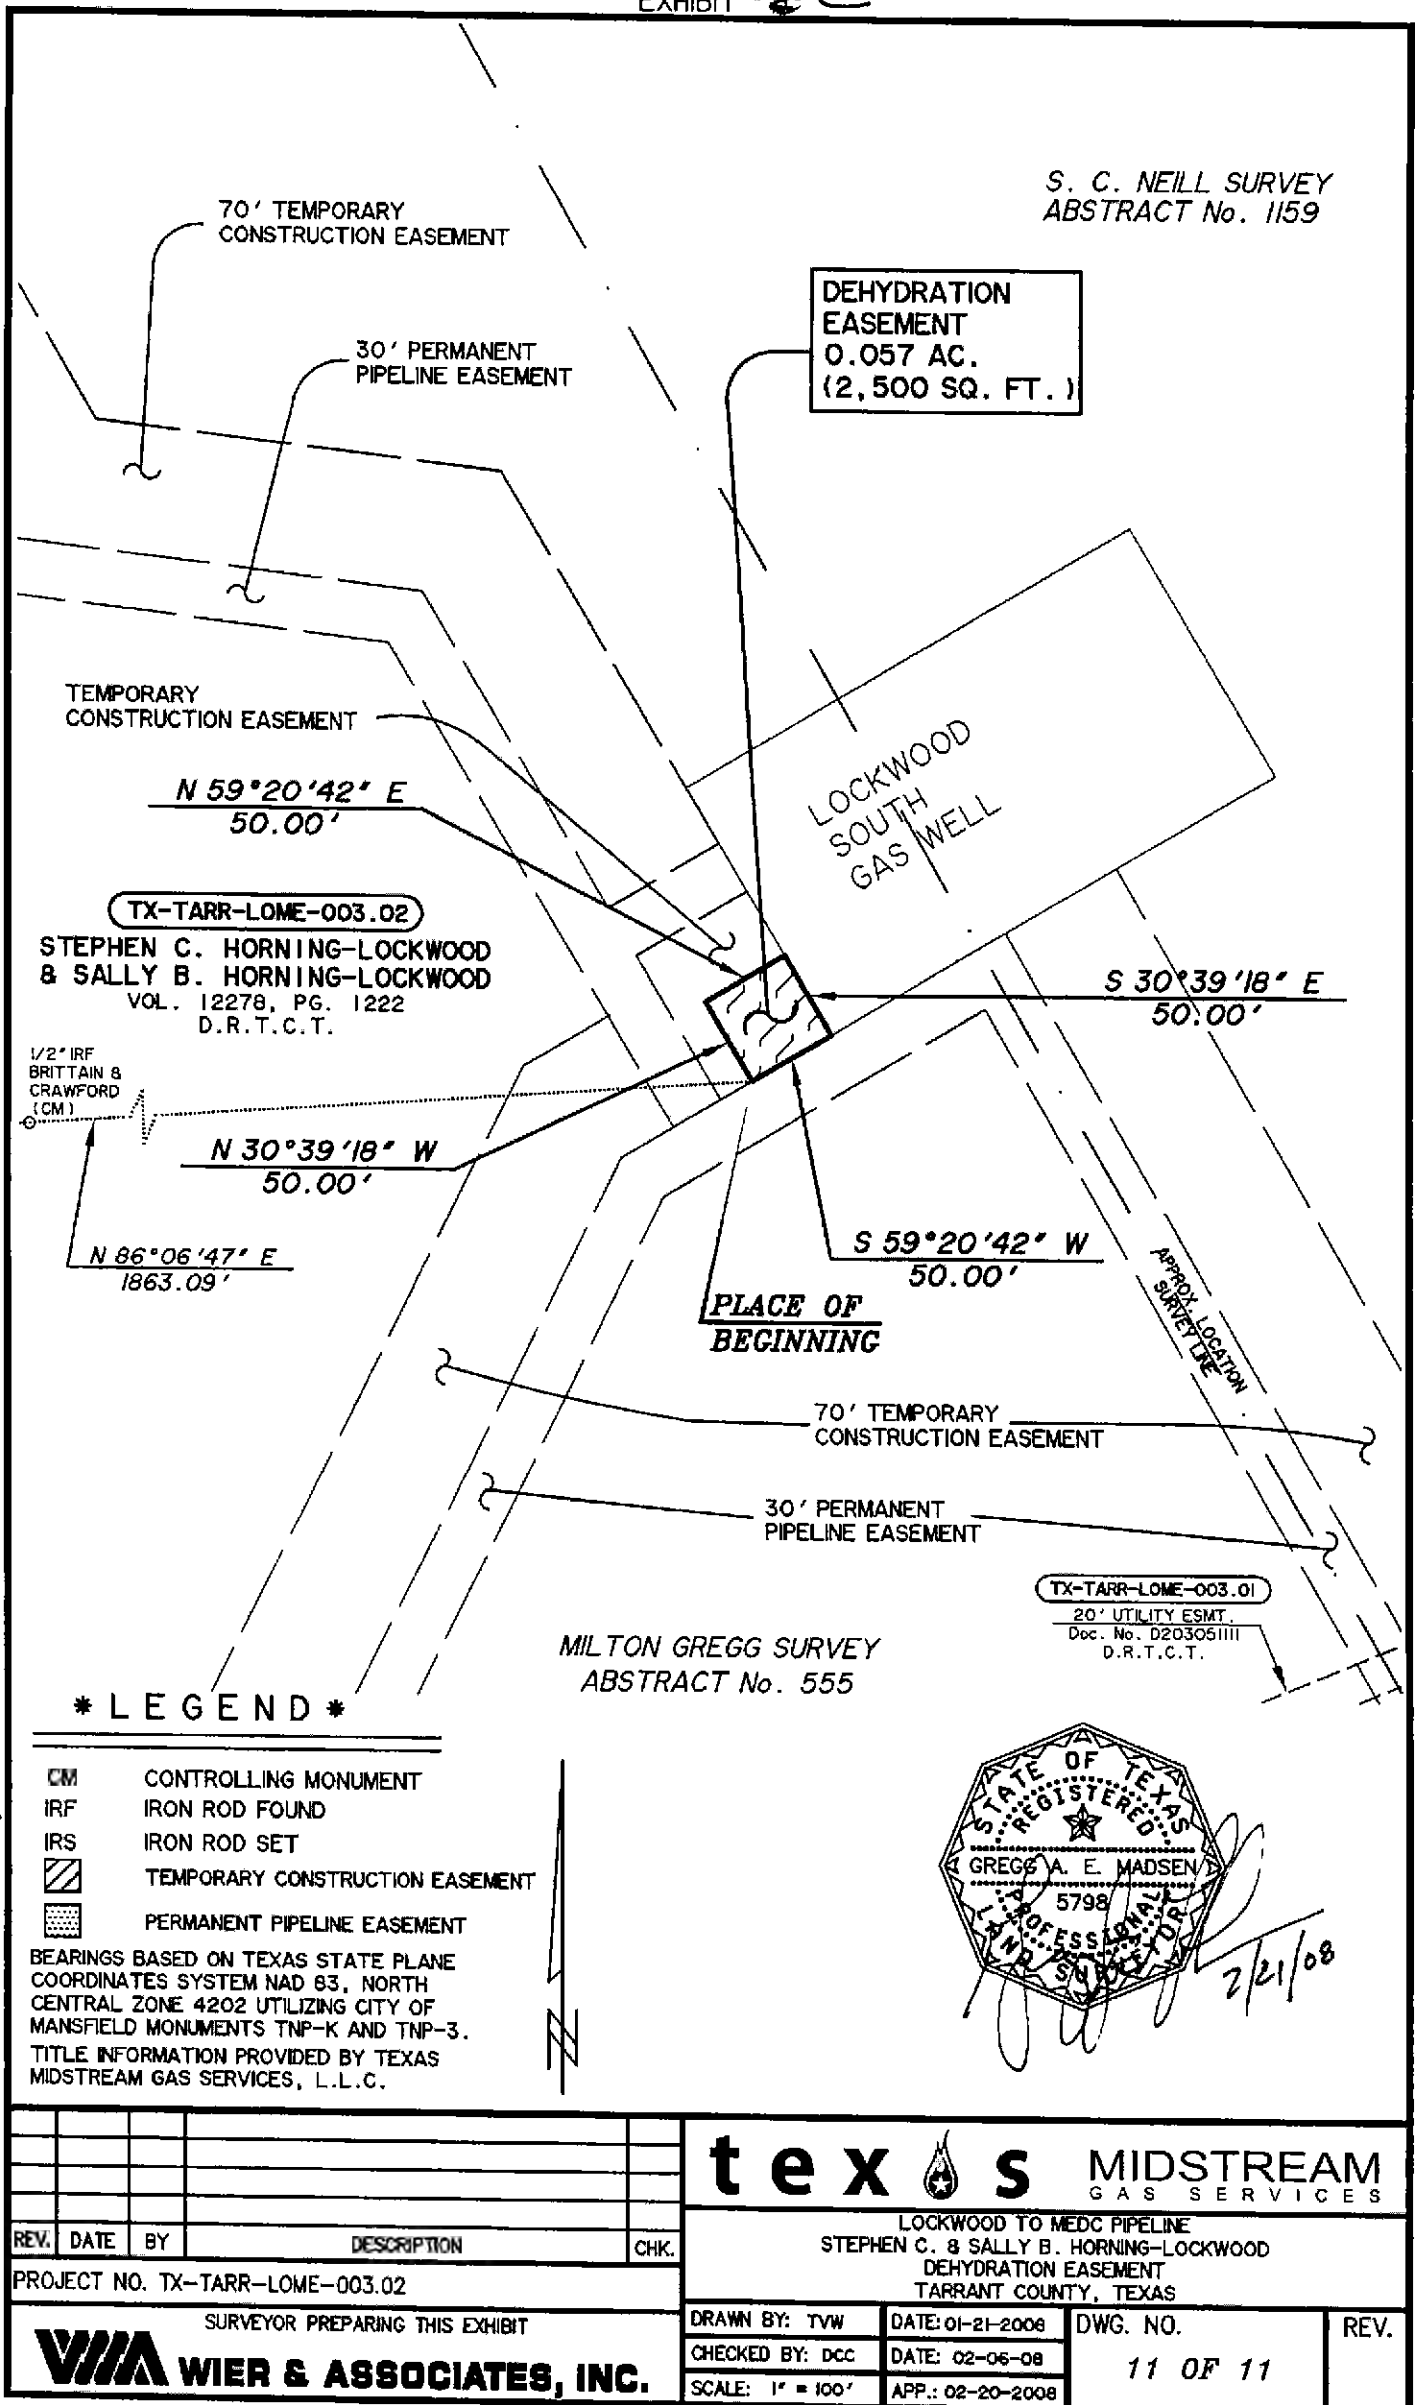 EXHIBIT
S. C. NEILL SURVEY
ABSTRACT No. 1159
70' TEMPORARY
CONSTRUCTION EASEMENT
DEHYDRATION
EASEMENT
0.057 AC.
(2,500 SQ. FT.)
30' PERMANENT
PIPELINE EASEMENT
TEMPORARY
CONSTRUCTION EASEMENT
LOCKWOOD
SOUTH
GAS WELL
N 59°20'42" E
50.00'
TX-TARR-LOME-003.02
STEPHEN C. HORNING-LOCKWOOD
& SALLY B. HORNING-LOCKWOOD
VOL. 12278, PG. 1222
D.R.T.C.T.
S 30°39'18" E
50.00'
1/2" IRF
BRITTAIN &
CRAWFORD
(CM)
N 30°39'18" W
50.00'
N 86°06'47" E
1863.09'
S 59°20'42" W
50.00'
PLACE OF
BEGINNING
APPROX. LOCATION
SURVEY LINE
70' TEMPORARY
CONSTRUCTION EASEMENT
30' PERMANENT
PIPELINE EASEMENT
TX-TARR-LOME-003.01
20' UTILITY ESMT.
Doc. No. D203051111
D.R.T.C.T.
MILTON GREGG SURVEY
ABSTRACT No. 555
* LEGEND *
CM CONTROLLING MONUMENT
IRF IRON ROD FOUND
IRS IRON ROD SET
TEMPORARY CONSTRUCTION EASEMENT
PERMANENT PIPELINE EASEMENT
BEARINGS BASED ON TEXAS STATE PLANE
COORDINATES SYSTEM NAD 83, NORTH
CENTRAL ZONE 4202 UTILIZING CITY OF
MANSFIELD MONUMENTS TNP-K AND TNP-3.
TITLE INFORMATION PROVIDED BY TEXAS
MIDSTREAM GAS SERVICES, L.L.C.
N
STATE OF TEXAS
REGISTERED
GREGG A. E. MADSEN
5798
PROFESSIONAL
LAND SURVEYOR
2/21/08
REV. DATE BY DESCRIPTION CHK.
PROJECT NO. TX-TARR-LOME-003.02
SURVEYOR PREPARING THIS EXHIBIT
WIER & ASSOCIATES, INC.
texas MIDSTREAM
GAS SERVICES
LOCKWOOD TO MEDC PIPELINE
STEPHEN C. & SALLY B. HORNING-LOCKWOOD
DEHYDRATION EASEMENT
TARRANT COUNTY, TEXAS
DRAWN BY: TVW DATE: 01-21-2008 DWG. NO. REV.
CHECKED BY: DCC DATE: 02-06-08 11 OF 11
SCALE: 1" = 100' APP.: 02-20-2008